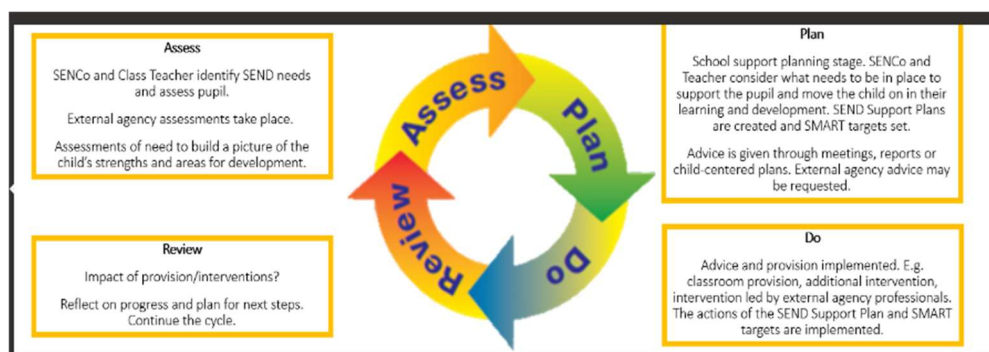 Assess
SENCo and Class Teacher identify SEND needs
and assess pupil.
External agency assessments take place.
Assessments of need to build a picture of the
child's strengths and areas for development.
Assess
Plan
Do
Review
Plan
School support planning stage. SENCo and
Teacher consider what needs to be in place to
support the pupil and move the child on in their
learning and development. SEND Support Plans
are created and SMART targets set.
Advice is given through meetings, reports or
child-centered plans. External agency advice may
be requested.
Review
Impact of provision/interventions?
Reflect on progress and plan for next steps.
Continue the cycle.
Do
Advice and provision implemented. E.g.
classroom provision, additional intervention,
intervention led by external agency professionals.
The actions of the SEND Support Plan and SMART
targets are implemented.